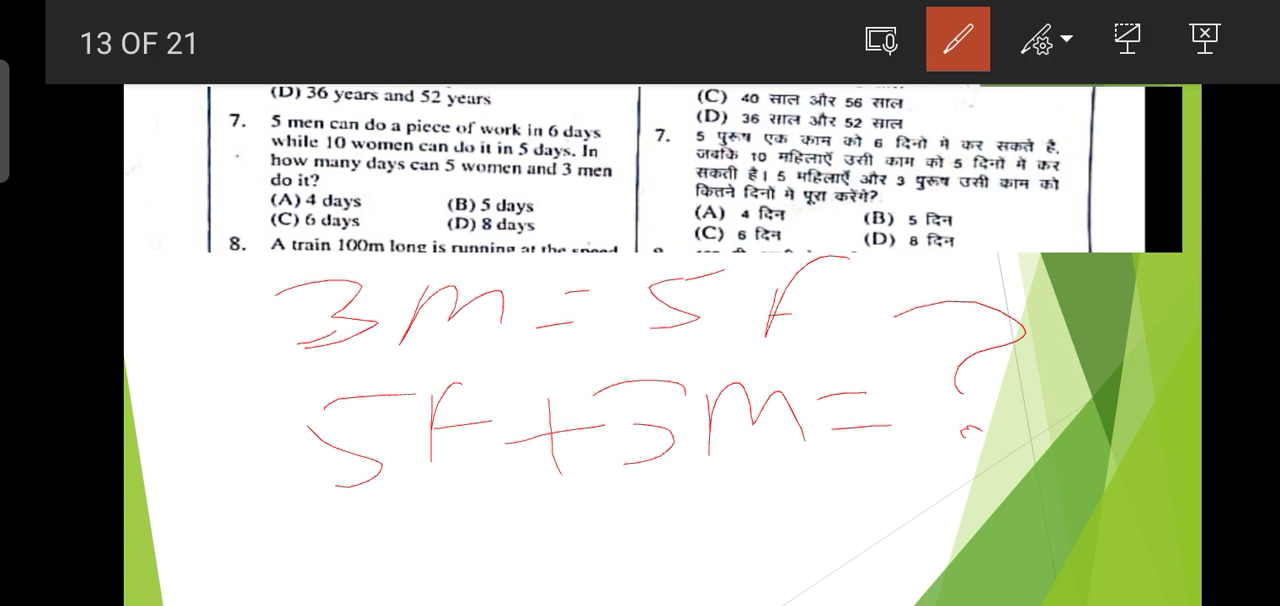 13 OF 21
(D) 36 years and 52 years
7. 5 men can do a piece of work in 6 days
while 10 women can do it in 5 days. In
how many days can 5 women and 3 men
do it?
(A) 4 days (B) 5 days
(C) 6 days (D) 8 days
8. A train 100m long is running at the speed
(C) 40 साल और 56 साल
(D) 36 साल और 52 साल
7. 5 पुरूष एक काम को 6 दिनो मे कर सकते है,
जबकि 10 महिलाएँ उसी काम को 5 दिनो मे कर
सकती है। 5 महिलाएँ और 3 पुरूष उसी काम को
कितने दिनो मे पूरा करेंगे?
(A) 4 दिन (B) 5 दिन
(C) 6 दिन (D) 8 दिन
3M = 5F
5F+3M= ?